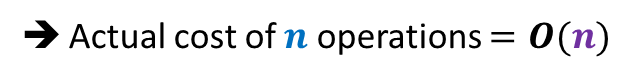 ➔ Actual cost of n operations = O(n)